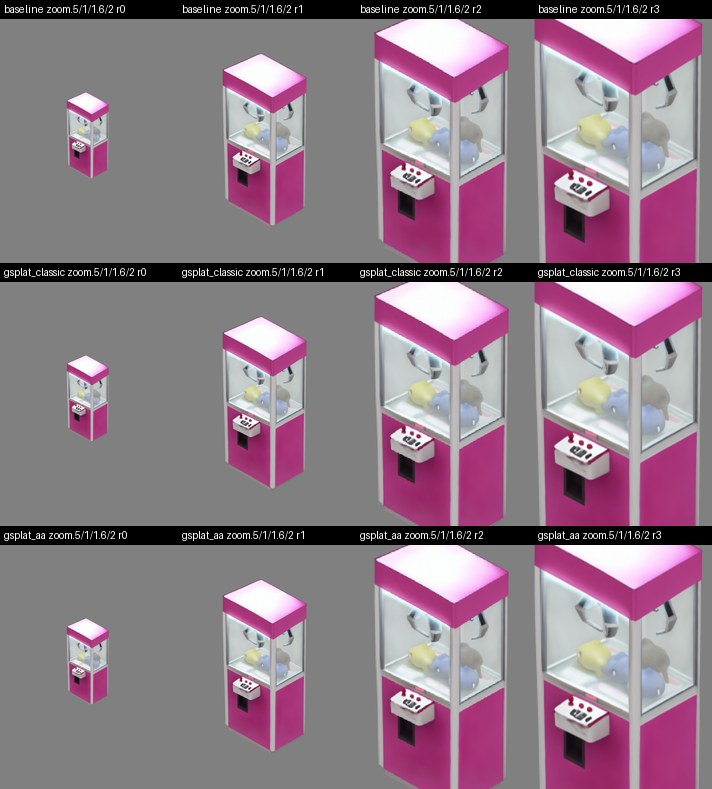 baseline zoom.5/1/1.6/2 r0
baseline zoom.5/1/1.6/2 r1
baseline zoom.5/1/1.6/2 r2
baseline zoom.5/1/1.6/2 r3
gsplat_classic zoom.5/1/1.6/2 r0
gsplat_classic zoom.5/1/1.6/2 r1
gsplat_classic zoom.5/1/1.6/2 r2
gsplat_classic zoom.5/1/1.6/2 r3
gsplat_aa zoom.5/1/1.6/2 r0
gsplat_aa zoom.5/1/1.6/2 r1
gsplat_aa zoom.5/1/1.6/2 r2
gsplat_aa zoom.5/1/1.6/2 r3